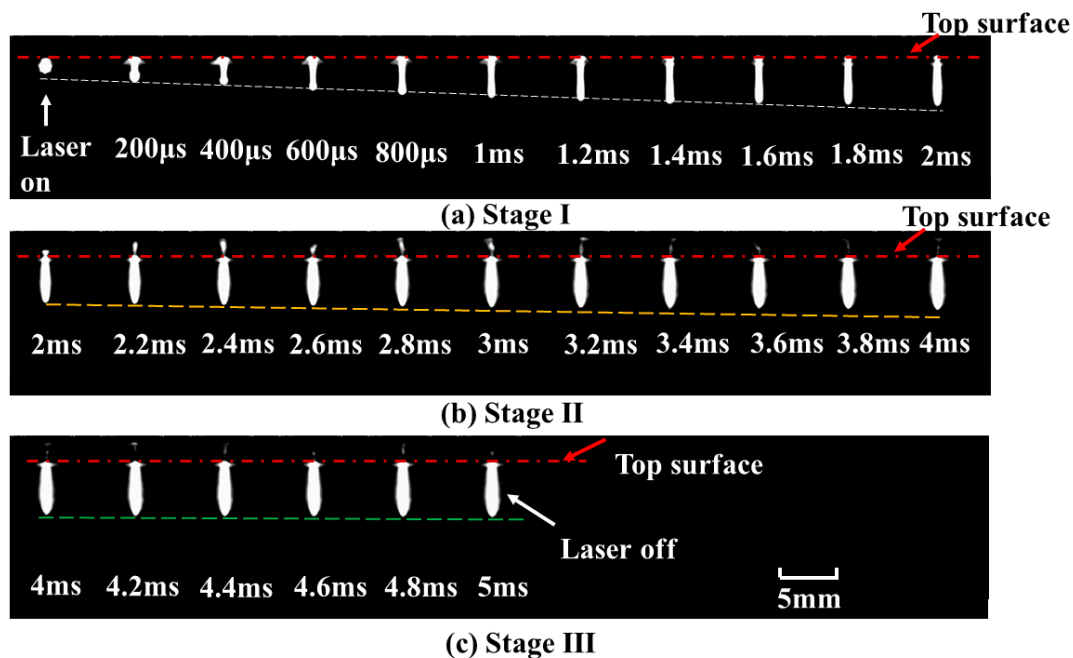 Top surface
Laser on
200μs 400μs 600μs 800μs 1ms 1.2ms 1.4ms 1.6ms 1.8ms 2ms
(a) Stage I
Top surface
2ms 2.2ms 2.4ms 2.6ms 2.8ms 3ms 3.2ms 3.4ms 3.6ms 3.8ms 4ms
(b) Stage II
Top surface
Laser off
4ms 4.2ms 4.4ms 4.6ms 4.8ms 5ms
5mm
(c) Stage III